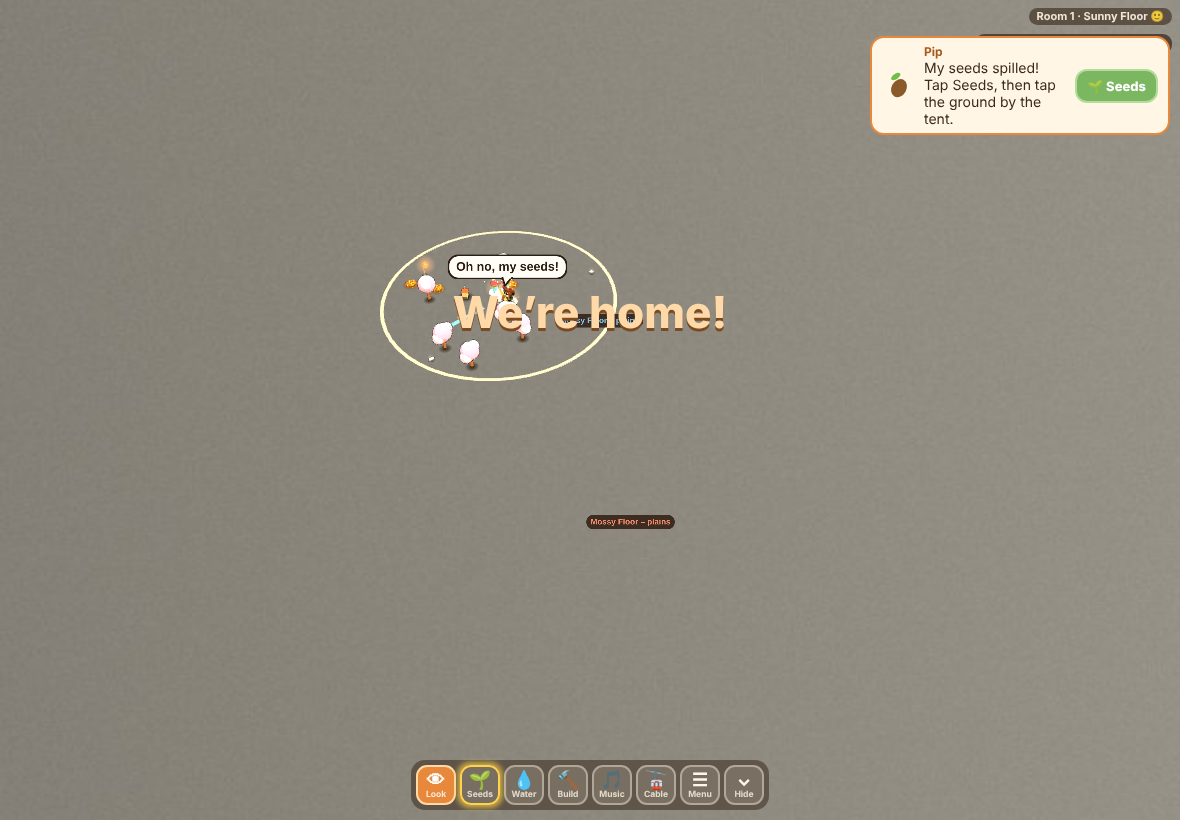 Room 1 · Sunny Floor 🙂
Pip
My seeds spilled!
Tap Seeds, then tap
the ground by the
tent.
🌱 Seeds
Oh no, my seeds!
We're home!
Mossy Floor – plains
Look
Seeds
Water
Build
Music
Cable
Menu
Hide